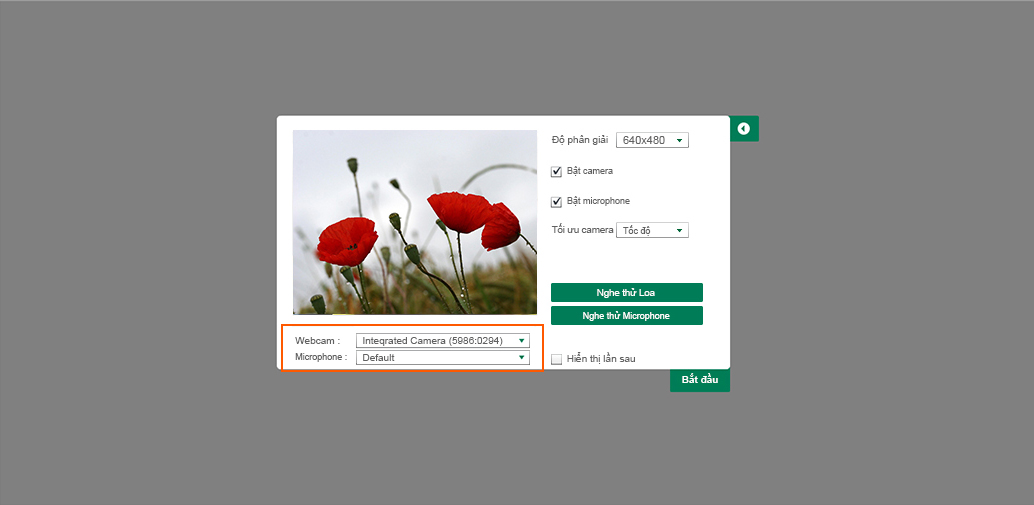 Độ phân giải 640x480
Bật camera
Bật microphone
Tối ưu camera Tốc độ
Nghe thử Loa
Nghe thử Microphone
Webcam : Inteqrated Camera (5986:0294)
Microphone : Default
Hiển thị lần sau
Bắt đầu